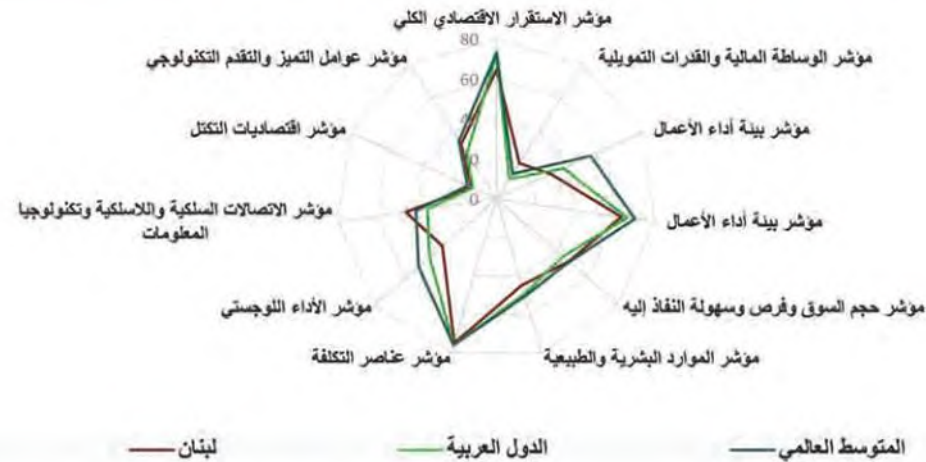 مؤشر الاستقرار الاقتصادي الكلي
80
60
0
مؤشر الوساطة المالية والقدرات التمويلية
مؤشر بيئة أداء الأعمال
مؤشر بيئة أداء الأعمال
مؤشر حجم السوق وفرص وسهولة النفاذ إليه
مؤشر الموارد البشرية والطبيعية
مؤشر عناصر التكلفة
مؤشر الأداء اللوجستي
مؤشر الاتصالات السلكية واللاسلكية وتكنولوجيا
المعلومات
مؤشر اقتصاديات التكتل
مؤشر عوامل التميز والتقدم التكنولوجي
المتوسط العالمي
الدول العربية
لبنان